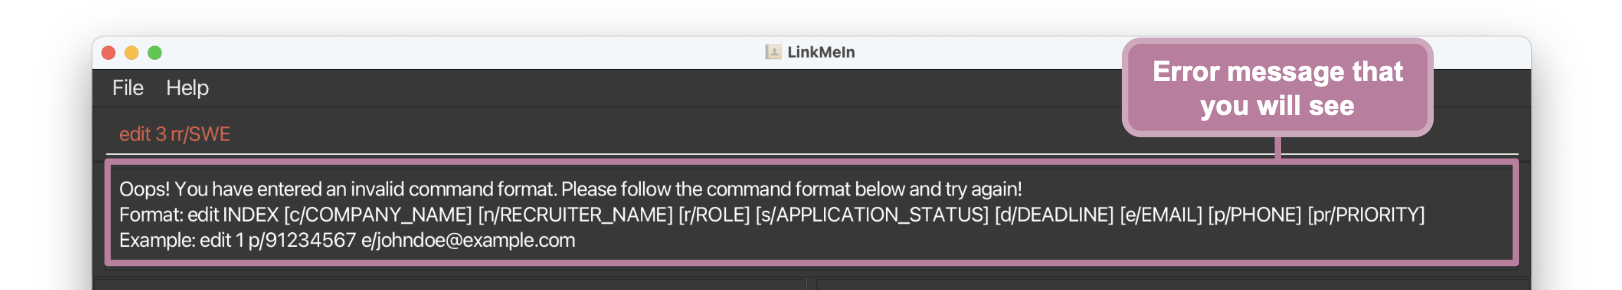 LinkMeIn
File Help
Error message that
you will see
edit 3 rr/SWE
Oops! You have entered an invalid command format. Please follow the command format below and try again!
Format: edit INDEX [c/COMPANY_NAME] [n/RECRUITER_NAME] [r/ROLE] [s/APPLICATION_STATUS] [d/DEADLINE] [e/EMAIL] [p/PHONE] [pr/PRIORITY]
Example: edit 1 p/91234567 e/johndoe@example.com